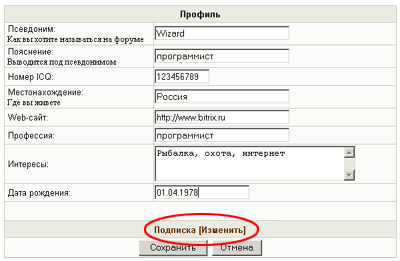 Профиль
Псевдоним:
Как вы хотите называться на форуме
Wizard
Пояснение:
Выводится под псевдонимом
программист
Номер ICQ:
123456789
Местонахождение:
Где вы живете
Россия
Web-сайт:
http://www.bitrix.ru
Профессия:
программист
Интересы:
Рыбалка, охота, интернет
Дата рождения:
01.04.1978
Подписка [Изменить]
Сохранить Отмена